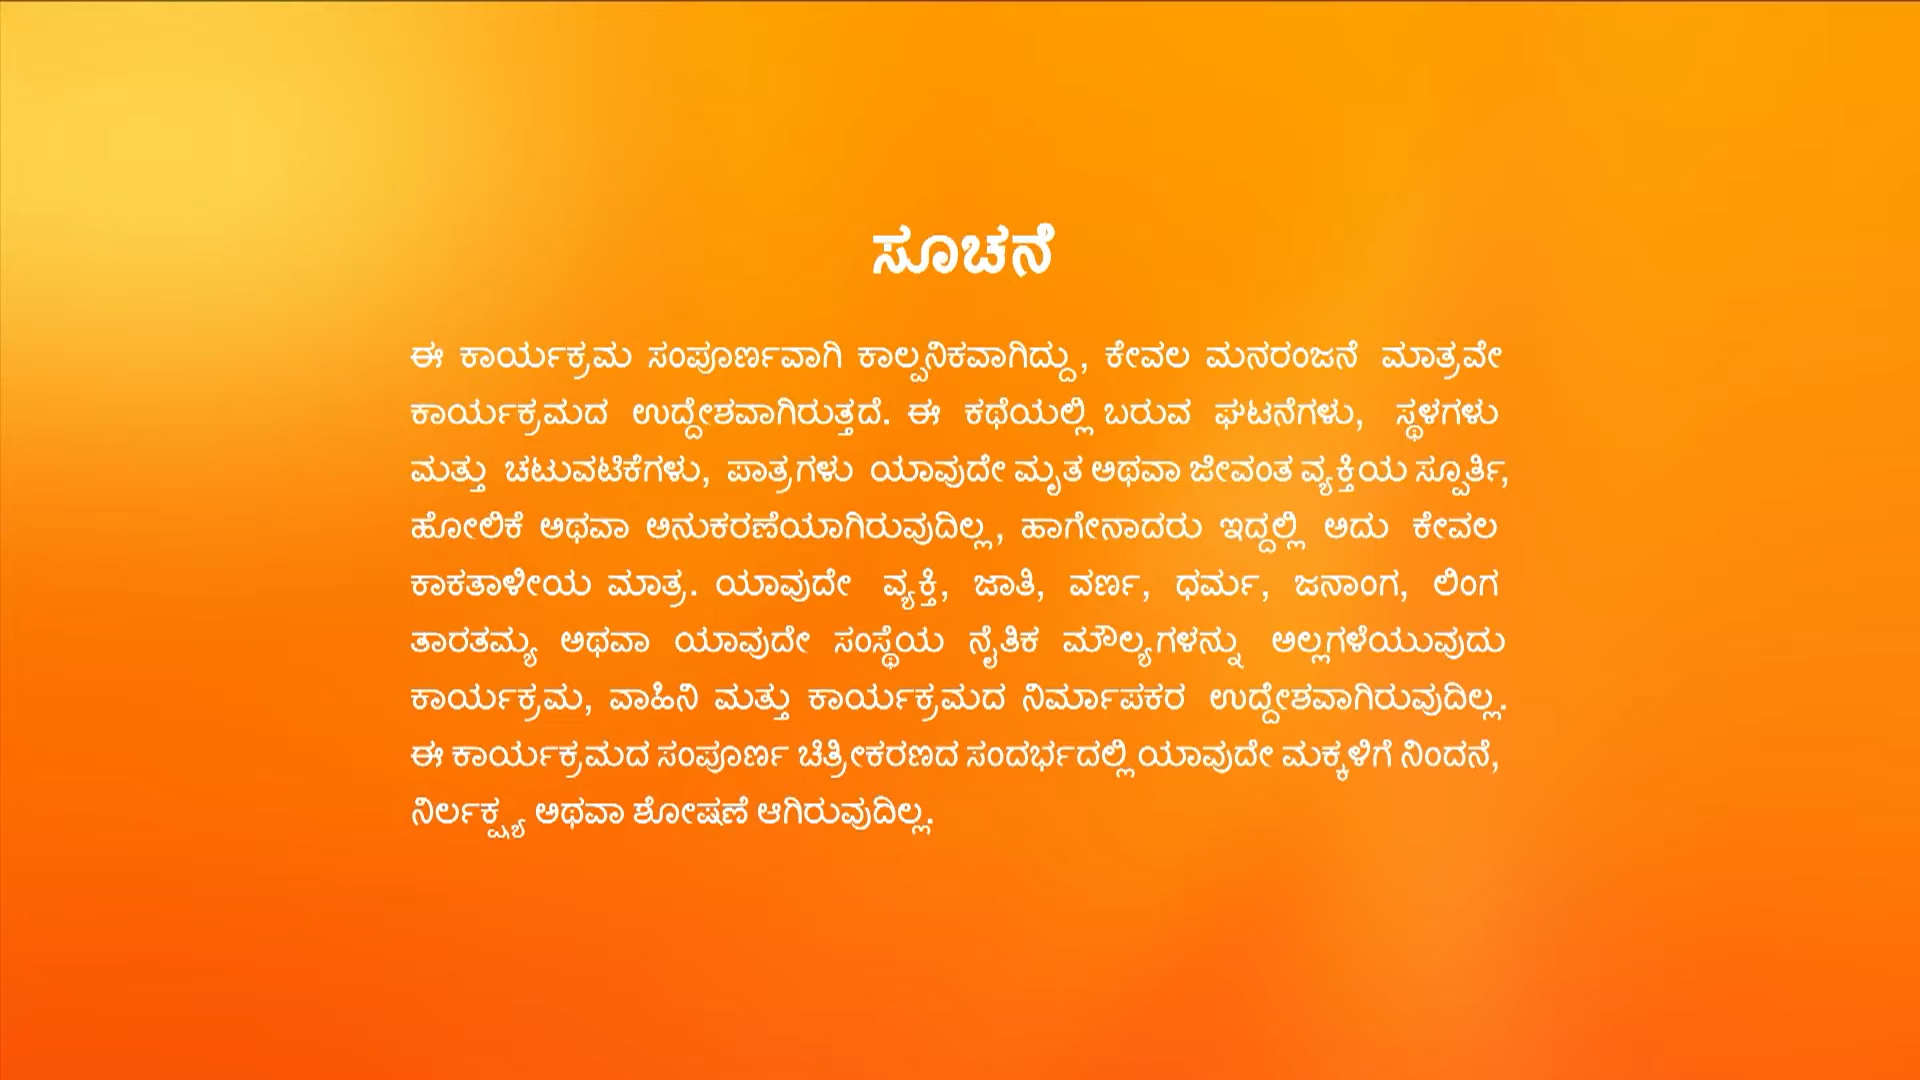 ಸೂಚನೆ
ಈ ಕಾರ್ಯಕ್ರಮ ಸಂಪೂರ್ಣವಾಗಿ ಕಾಲ್ಪನಿಕವಾಗಿದ್ದು, ಕೇವಲ ಮನರಂಜನೆ ಮಾತ್ರವೇ
ಕಾರ್ಯಕ್ರಮದ ಉದ್ದೇಶವಾಗಿರುತ್ತದೆ. ಈ ಕಥೆಯಲ್ಲಿ ಬರುವ ಘಟನೆಗಳು, ಸ್ಥಳಗಳು
ಮತ್ತು ಚಟುವಟಿಕೆಗಳು, ಪಾತ್ರಗಳು ಯಾವುದೇ ಮೃತ ಅಥವಾ ಜೀವಂತ ವ್ಯಕ್ತಿಯ ಸ್ಪೂರ್ತಿ,
ಹೋಲಿಕೆ ಅಥವಾ ಅನುಕರಣೆಯಾಗಿರುವುದಿಲ್ಲ, ಹಾಗೇನಾದರು ಇದ್ದಲ್ಲಿ ಅದು ಕೇವಲ
ಕಾಕತಾಳೀಯ ಮಾತ್ರ. ಯಾವುದೇ ವ್ಯಕ್ತಿ, ಜಾತಿ, ವರ್ಣ, ಧರ್ಮ, ಜನಾಂಗ, ಲಿಂಗ
ತಾರತಮ್ಯ ಅಥವಾ ಯಾವುದೇ ಸಂಸ್ಥೆಯ ನೈತಿಕ ಮೌಲ್ಯಗಳನ್ನು ಅಲ್ಲಗಳೆಯುವುದು
ಕಾರ್ಯಕ್ರಮ, ವಾಹಿನಿ ಮತ್ತು ಕಾರ್ಯಕ್ರಮದ ನಿರ್ಮಾಪಕರ ಉದ್ದೇಶವಾಗಿರುವುದಿಲ್ಲ.
ಈ ಕಾರ್ಯಕ್ರಮದ ಸಂಪೂರ್ಣ ಚಿತ್ರೀಕರಣದ ಸಂದರ್ಭದಲ್ಲಿ ಯಾವುದೇ ಮಕ್ಕಳಿಗೆ ನಿಂದನೆ,
ನಿರ್ಲಕ್ಷ್ಯ ಅಥವಾ ಶೋಷಣೆ ಆಗಿರುವುದಿಲ್ಲ.